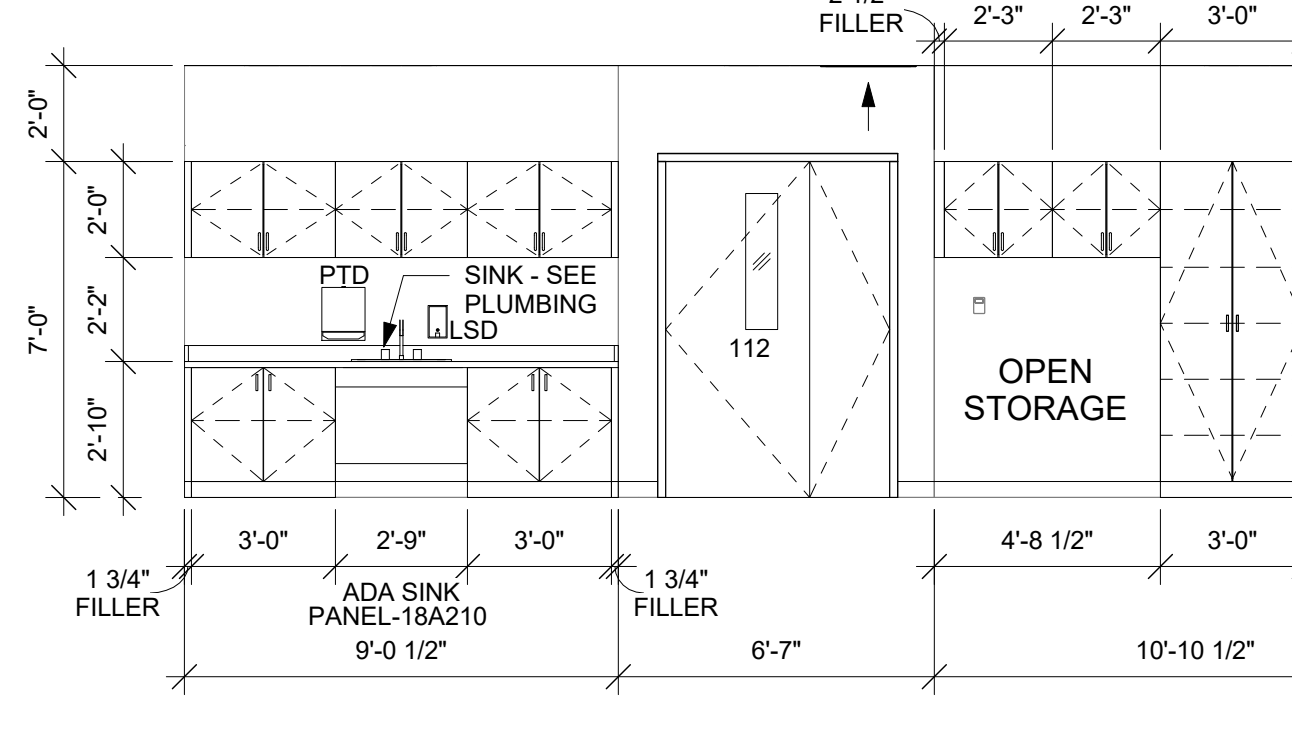 2 1/2"
FILLER
2'-3"
2'-3"
3'-0"
2'-0"
7'-0"
2'-0"
2'-2"
2'-10"
PTD
SINK - SEE
PLUMBING
LSD
112
OPEN
STORAGE
3'-0"
2'-9"
3'-0"
4'-8 1/2"
3'-0"
1 3/4"
FILLER
ADA SINK
PANEL-18A210
1 3/4"
FILLER
9'-0 1/2"
6'-7"
10'-10 1/2"